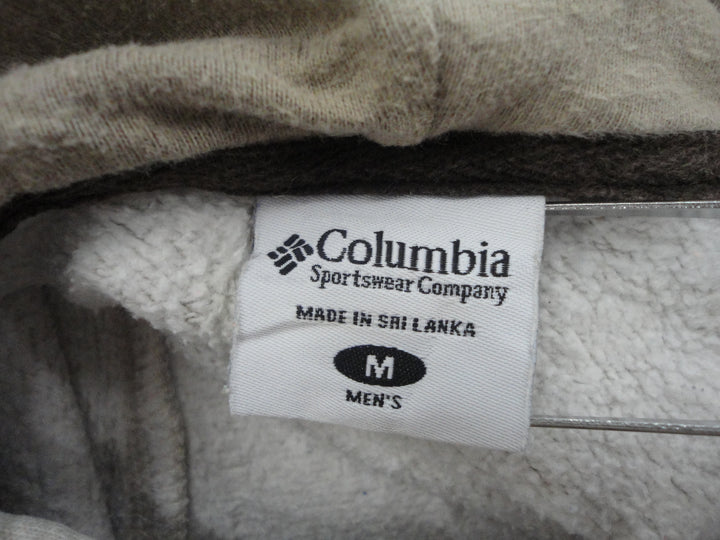 Columbia
Sportswear Company
MADE IN SRI LANKA
M
MEN'S